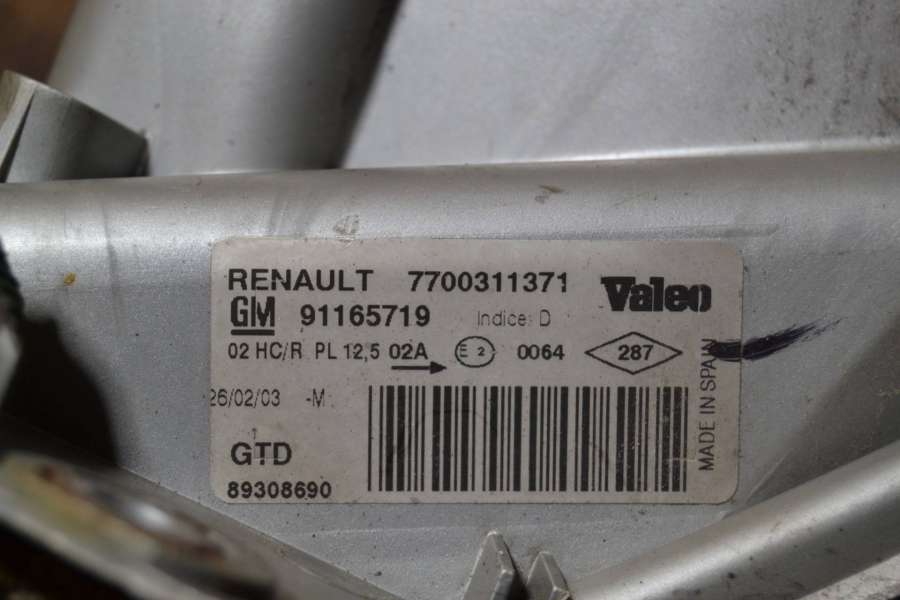 RENAULT 7700311371 Valeo
GM 91165719 Indice: D
02 HC/R PL 12,5 02A E 2 0064 287
26/02/03 -M
GTD
89308690
MADE IN SPAIN